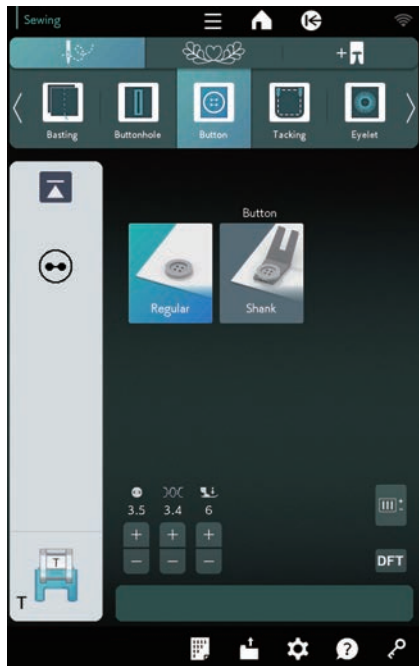 Sewing
Basting Buttonhole Button Tacking Eyelet
Button
Regular Shank
3.5 3.4 6
+ + +
− − −
T
T
DFT